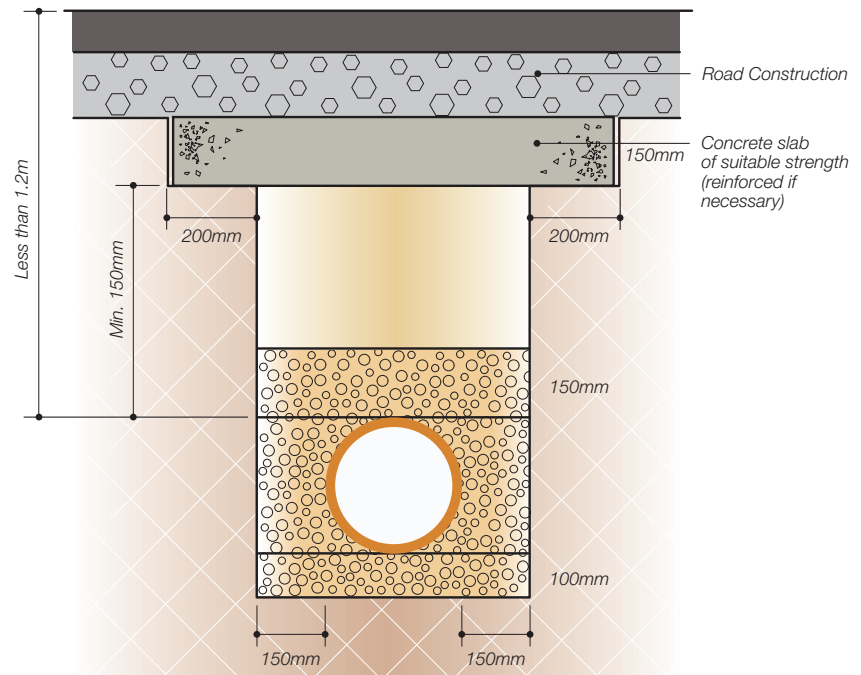 Road Construction
Concrete slab
of suitable strength
(reinforced if
necessary)
150mm
200mm
200mm
Less than 1.2m
Min. 150mm
150mm
100mm
150mm
150mm